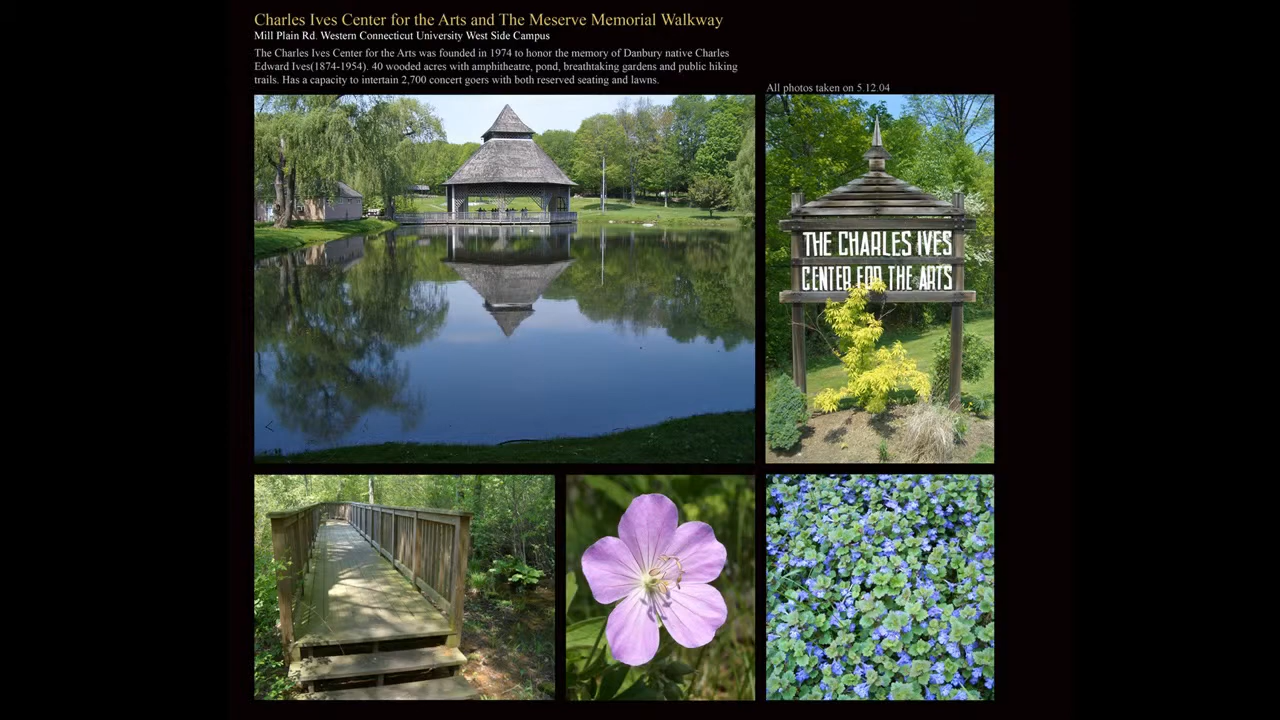 Charles Ives Center for the Arts and The Meserve Memorial Walkway
Mill Plain Rd. Western Connecticut University West Side Campus
The Charles Ives Center for the Arts was founded in 1974 to honor the memory of Danbury native Charles
Edward Ives(1874-1954). 40 wooded acres with amphitheatre, pond, breathtaking gardens and public hiking
trails. Has a capacity to intertain 2,700 concert goers with both reserved seating and lawns.
All photos taken on 5.12.04
THE CHARLES IVES
CENTER FOR THE ARTS